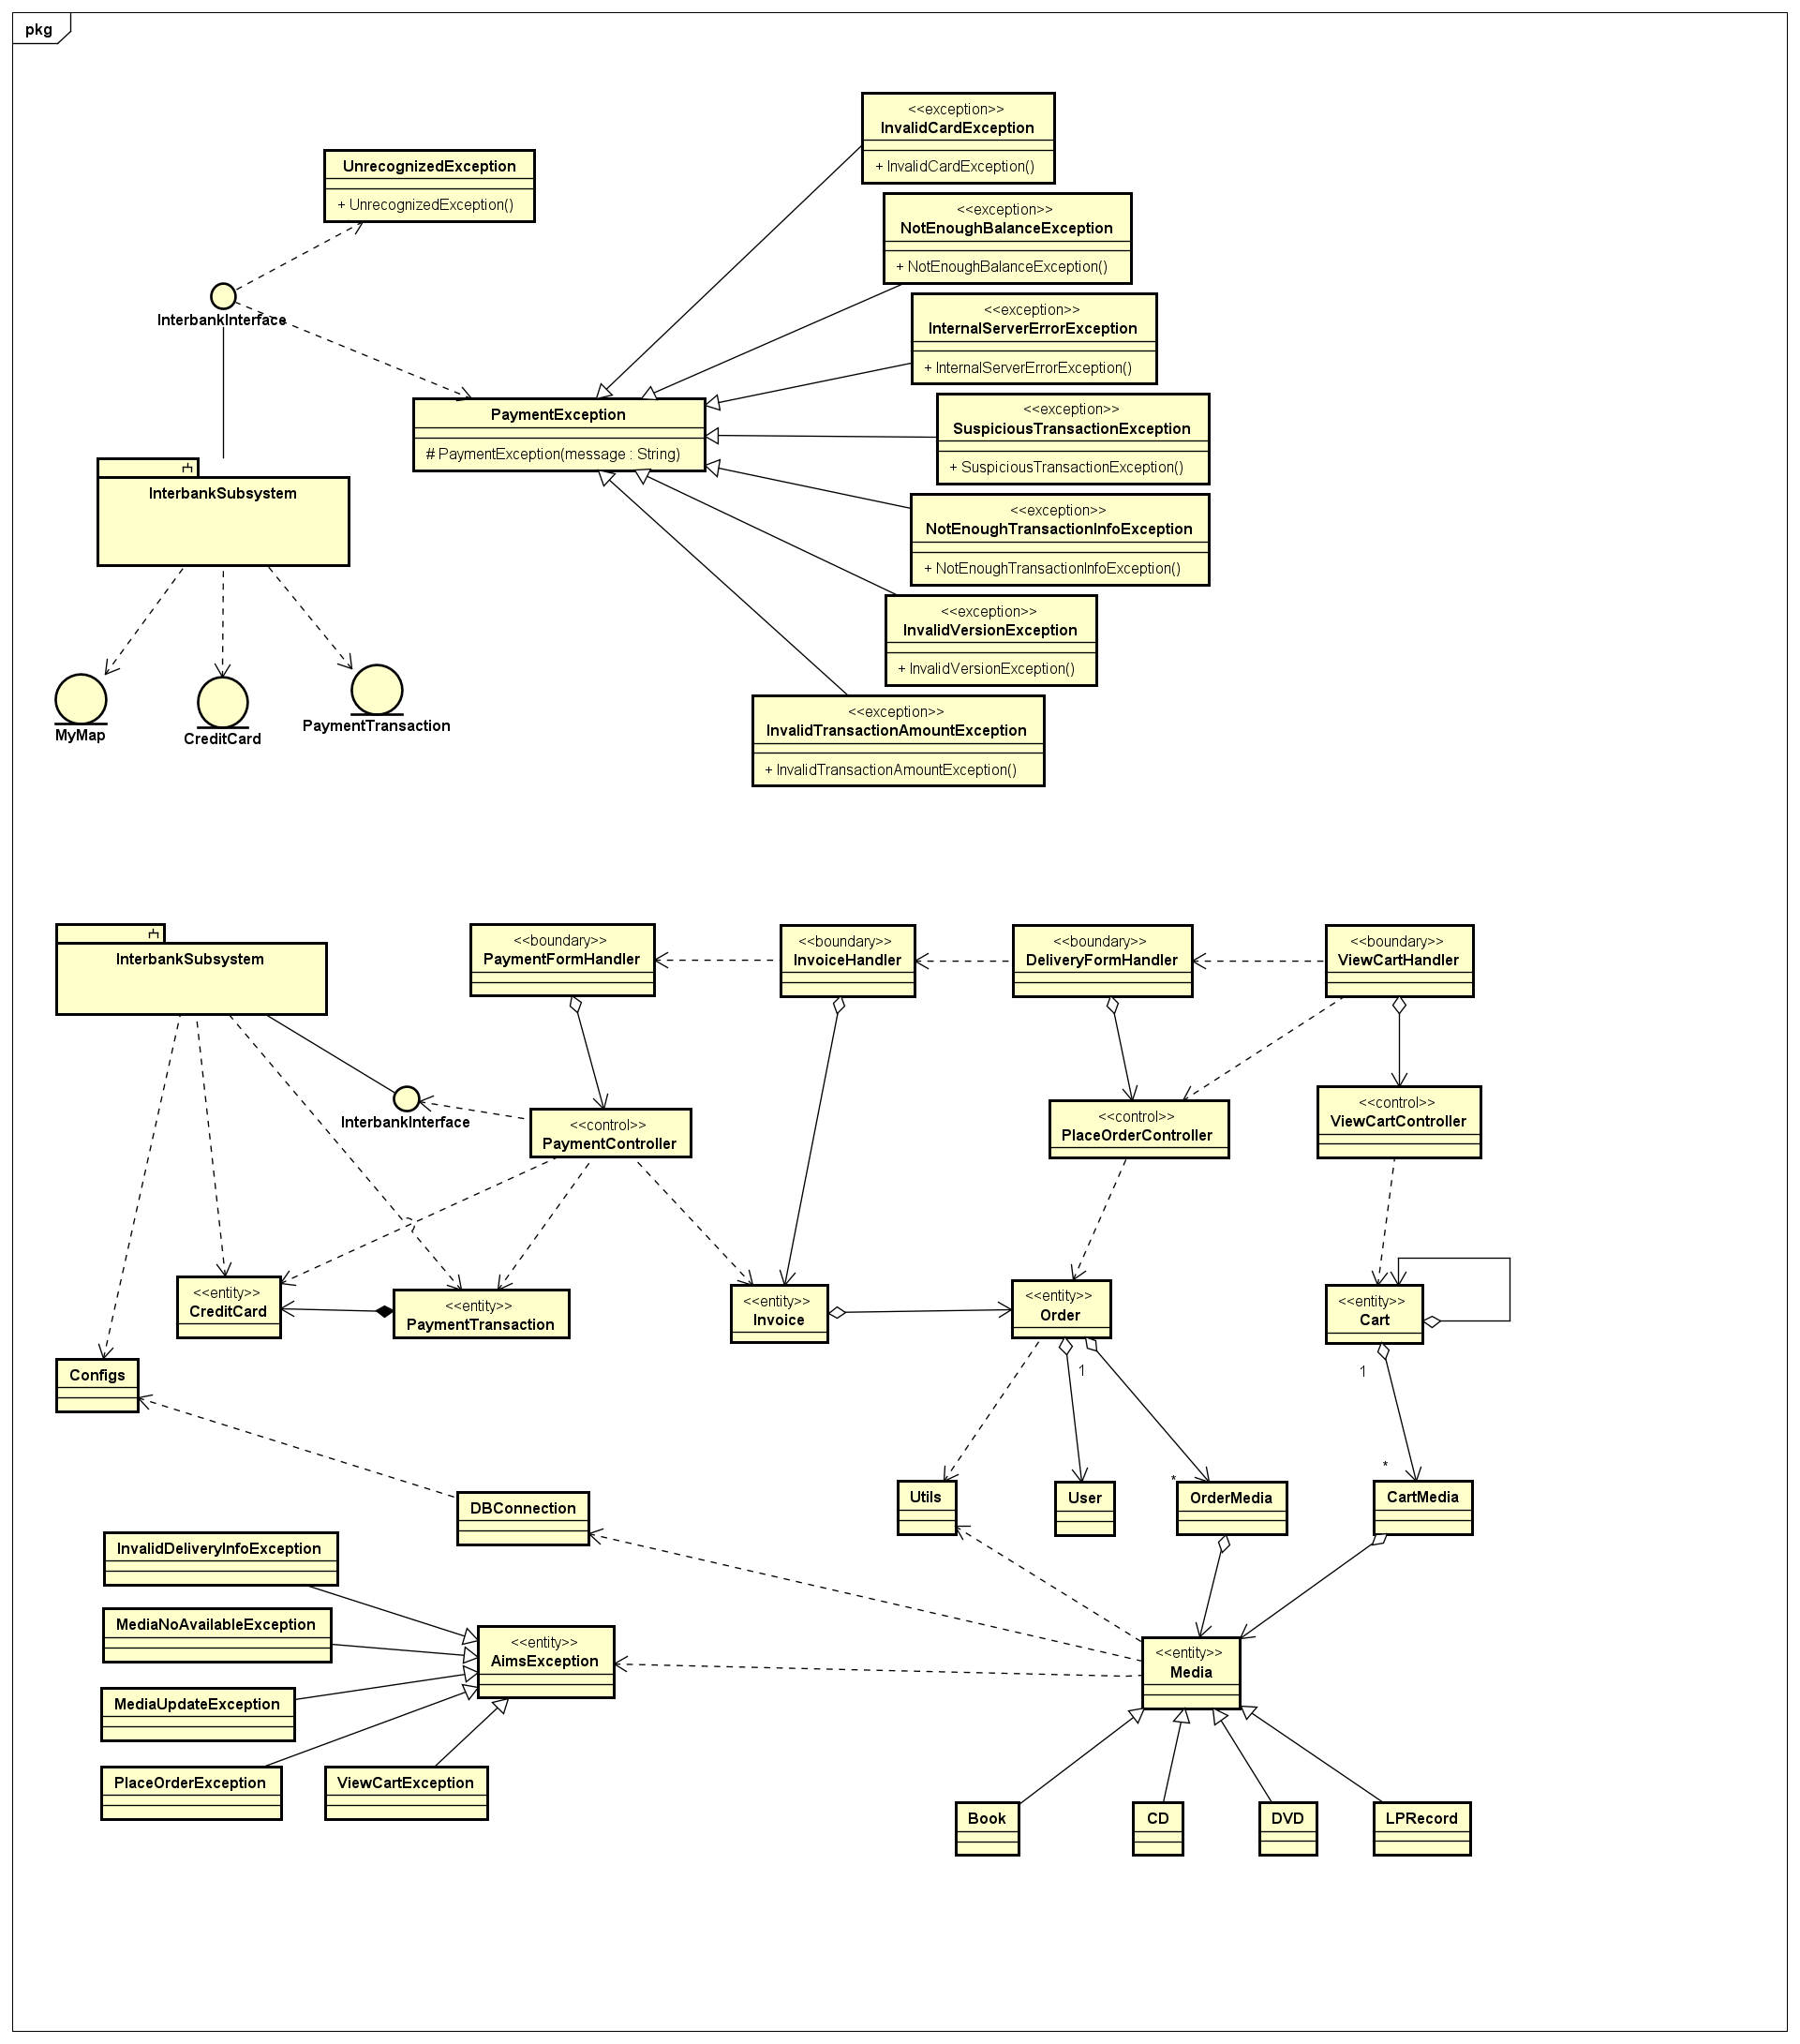 pkg
<<exception>>
InvalidCardException
+ InvalidCardException()
UnrecognizedException
+ UnrecognizedException()
<<exception>>
NotEnoughBalanceException
+ NotEnoughBalanceException()
InterbankInterface
<<exception>>
InternalServerErrorException
+ InternalServerErrorException()
PaymentException
# PaymentException(message : String)
<<exception>>
SuspiciousTransactionException
+ SuspiciousTransactionException()
InterbankSubsystem
<<exception>>
NotEnoughTransactionInfoException
+ NotEnoughTransactionInfoException()
<<exception>>
InvalidVersionException
+ InvalidVersionException()
MyMap
CreditCard
PaymentTransaction
<<exception>>
InvalidTransactionAmountException
+ InvalidTransactionAmountException()
InterbankSubsystem
<<boundary>>
PaymentFormHandler
<<boundary>>
InvoiceHandler
<<boundary>>
DeliveryFormHandler
<<boundary>>
ViewCartHandler
InterbankInterface
<<control>>
PaymentController
<<control>>
PlaceOrderController
<<control>>
ViewCartController
<<entity>>
CreditCard
<<entity>>
PaymentTransaction
<<entity>>
Invoice
<<entity>>
Order
<<entity>>
Cart
1
1
Configs
*
*
DBConnection
Utils
User
OrderMedia
CartMedia
InvalidDeliveryInfoException
MediaNoAvailableException
<<entity>>
AimsException
<<entity>>
Media
MediaUpdateException
PlaceOrderException
ViewCartException
Book
CD
DVD
LPRecord